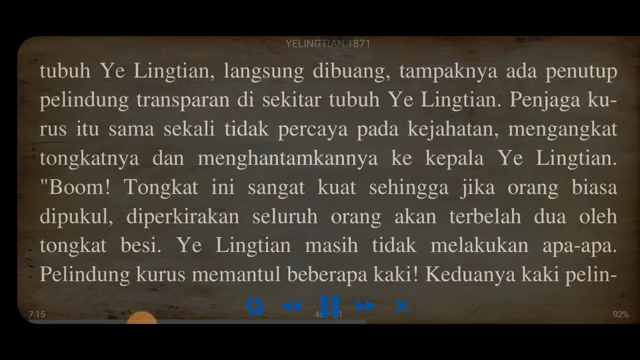 YELINGTIAN.1871
tubuh Ye Lingtian, langsung dibuang, tampaknya ada penutup
pelindung transparan di sekitar tubuh Ye Lingtian. Penjaga ku-
rus itu sama sekali tidak percaya pada kejahatan, mengangkat
tongkatnya dan menghantamkannya ke kepala Ye Lingtian.
"Boom! Tongkat ini sangat kuat sehingga jika orang biasa
dipukul, diperkirakan seluruh orang akan terbelah dua oleh
tongkat besi. Ye Lingtian masih tidak melakukan apa-apa.
Pelindung kurus memantul beberapa kaki! Keduanya kaki pelin-
7:15
92%